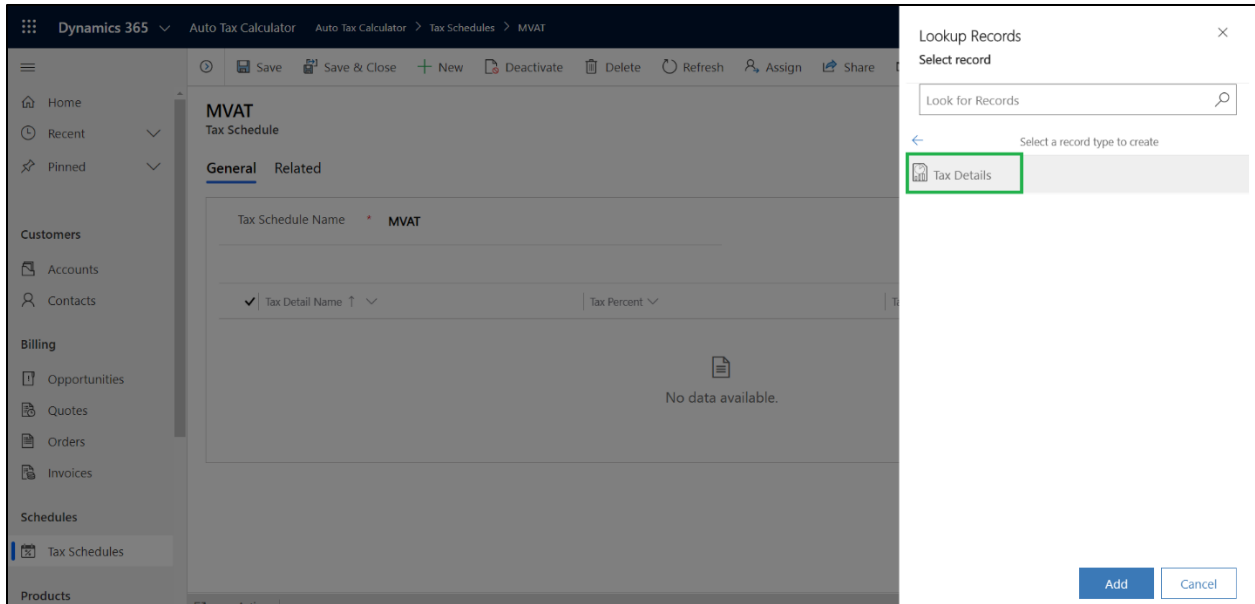 Dynamics 365 Auto Tax Calculator Auto Tax Calculator > Tax Schedules > MVAT
Save Save & Close New Deactivate Delete Refresh Assign Share
Home
Recent
Pinned
Customers
Accounts
Contacts
Billing
Opportunities
Quotes
Orders
Invoices
Schedules
Tax Schedules
Products
MVAT
Tax Schedule
General Related
Tax Schedule Name * MVAT
Tax Detail Name Tax Percent
No data available.
Lookup Records
Select record
Look for Records
Select a record type to create
Tax Details
Add Cancel